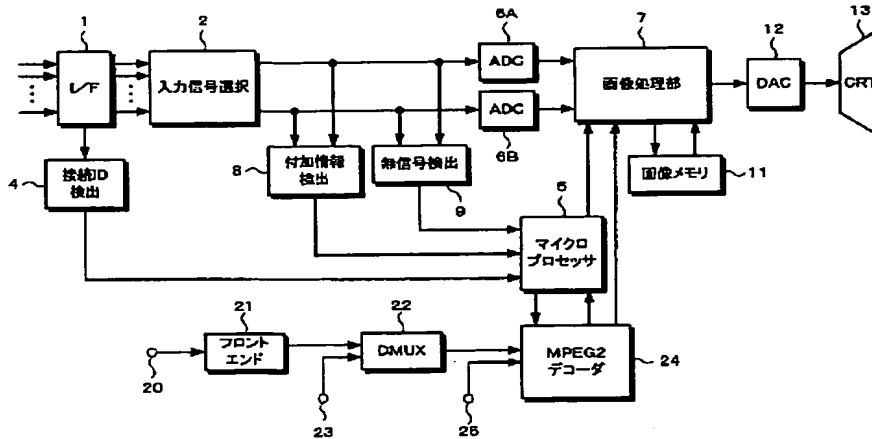 1
2
6A
7
12
13
I/F
入力信号選択
ADC
画像処理部
DAC
CRT
ADC
6B
4
接続ID
検出
8
付加情報
検出
無信号検出
9
画像メモリ
11
5
マイクロ
プロセッサ
21
22
フロント
エンド
DMUX
MPEG2
デコーダ
24
20
23
25